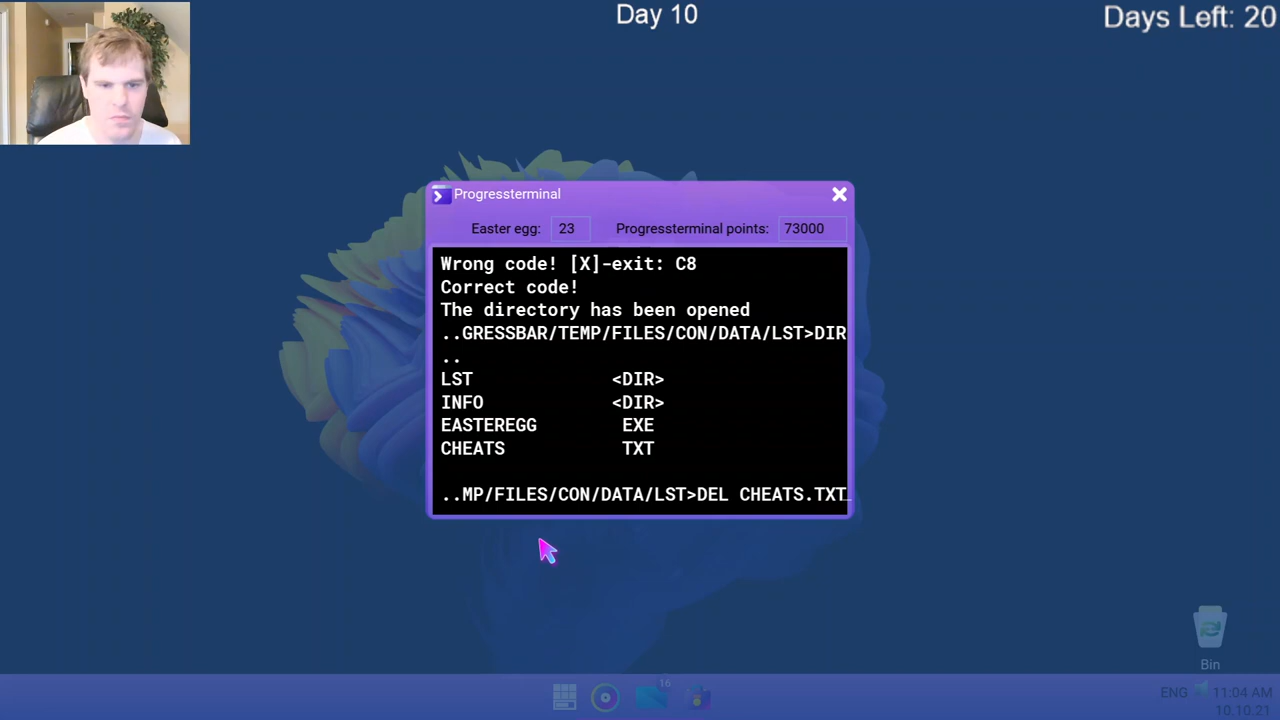 Day 10
Days Left: 20
Progressterminal
Easter egg: 23 Progressterminal points: 73000
Wrong code! [X]-exit: C8
Correct code!
The directory has been opened
..GRESSBAR/TEMP/FILES/CON/DATA/LST>DIR
..
LST <DIR>
INFO <DIR>
EASTEREGG EXE
CHEATS TXT
..MP/FILES/CON/DATA/LST>DEL CHEATS.TXT_
Bin
16
ENG 11:04 AM
10.10.21